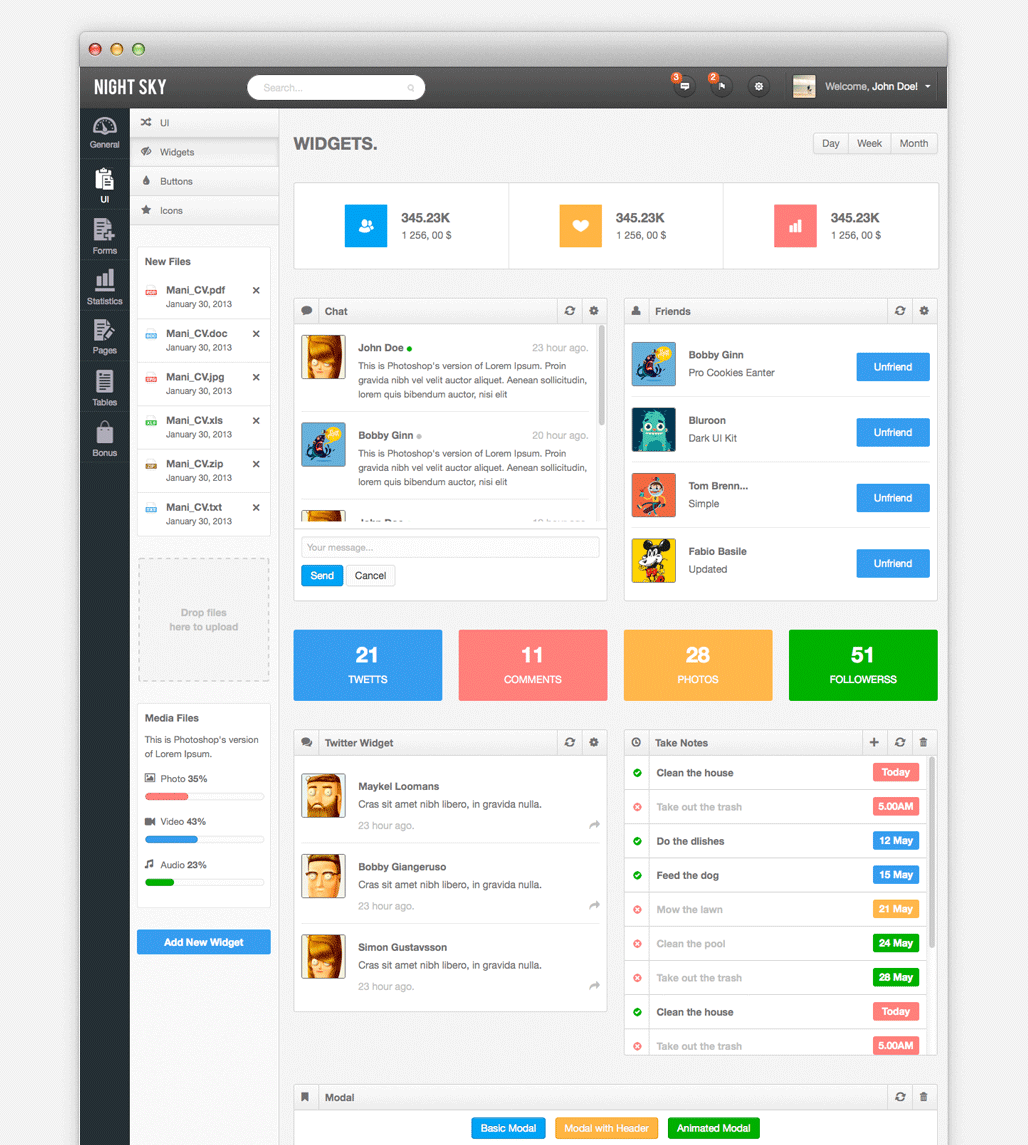 NIGHT SKY
Search...
3
2
Welcome, John Doe!
General
UI
Forms
Statistics
Pages
Tables
Bonus
UI
Widgets
Buttons
Icons
New Files
Mani_CV.pdf
January 30, 2013
Mani_CV.doc
January 30, 2013
Mani_CV.jpg
January 30, 2013
Mani_CV.xls
January 30, 2013
Mani_CV.zip
January 30, 2013
Mani_CV.txt
January 30, 2013
Drop files
here to upload
Media Files
This is Photoshop's version
of Lorem Ipsum.
Photo 35%
Video 43%
Audio 23%
Add New Widget
WIDGETS.
Day Week Month
345.23K
1 256, 00 $
345.23K
1 256, 00 $
345.23K
1 256, 00 $
Chat
John Doe 23 hour ago.
This is Photoshop's version of Lorem Ipsum. Proin
gravida nibh vel velit auctor aliquet. Aenean sollicitudin,
lorem quis bibendum auctor, nisi elit
Bobby Ginn 20 hour ago.
This is Photoshop's version of Lorem Ipsum. Proin
gravida nibh vel velit auctor aliquet. Aenean sollicitudin,
lorem quis bibendum auctor, nisi elit
Your message...
Send Cancel
Friends
Bobby Ginn
Pro Cookies Eanter
Unfriend
Bluroon
Dark UI Kit
Unfriend
Tom Brenn...
Simple
Unfriend
Fabio Basile
Updated
Unfriend
21
TWETTS
11
COMMENTS
28
PHOTOS
51
FOLLOWERSS
Twitter Widget
Maykel Loomans
Cras sit amet nibh libero, in gravida nulla.
23 hour ago.
Bobby Giangeruso
Cras sit amet nibh libero, in gravida nulla.
23 hour ago.
Simon Gustavsson
Cras sit amet nibh libero, in gravida nulla.
23 hour ago.
Take Notes
Clean the house Today
Take out the trash 5.00AM
Do the dlishes 12 May
Feed the dog 15 May
Mow the lawn 21 May
Clean the pool 24 May
Take out the trash 28 May
Clean the house Today
Take out the trash 5.00AM
Modal
Basic Modal Modal with Header Animated Modal